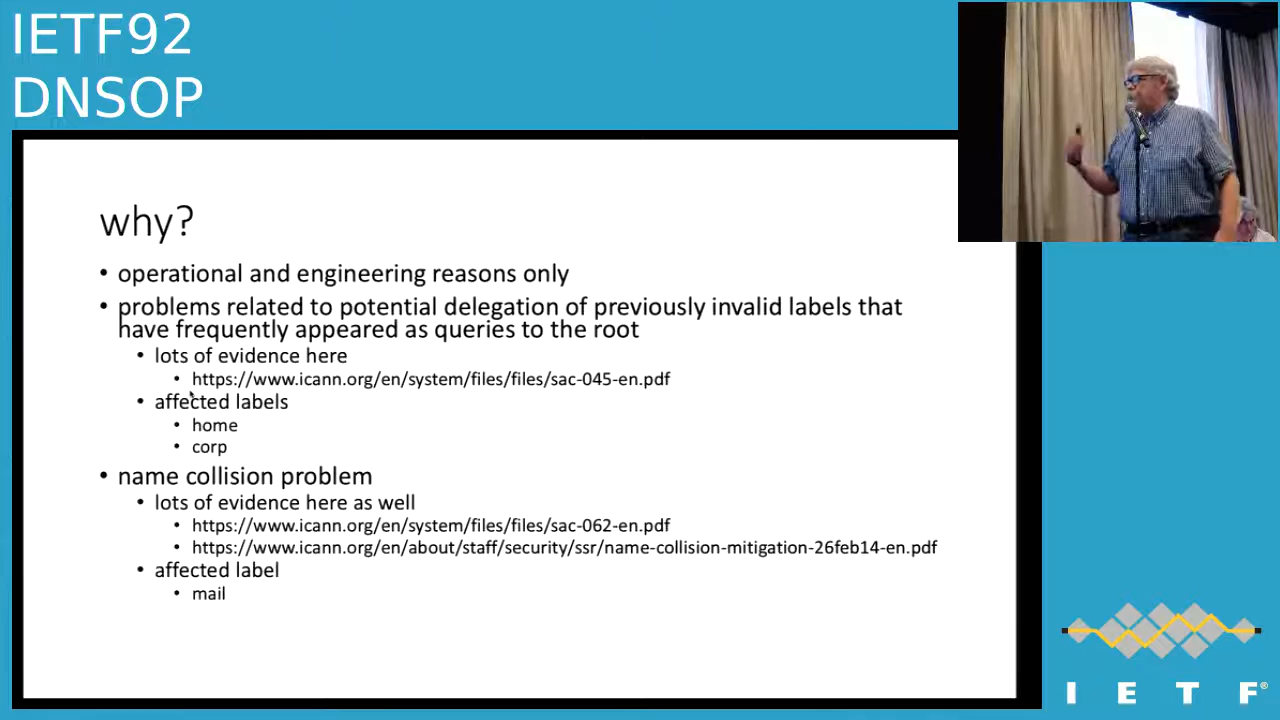 IETF92
DNSOP
why?
• operational and engineering reasons only
• problems related to potential delegation of previously invalid labels that
have frequently appeared as queries to the root
• lots of evidence here
• https://www.icann.org/en/system/files/files/sac-045-en.pdf
• affected labels
• home
• corp
• name collision problem
• lots of evidence here as well
• https://www.icann.org/en/system/files/files/sac-062-en.pdf
• https://www.icann.org/en/about/staff/security/ssr/name-collision-mitigation-26feb14-en.pdf
• affected label
• mail
I E T F®